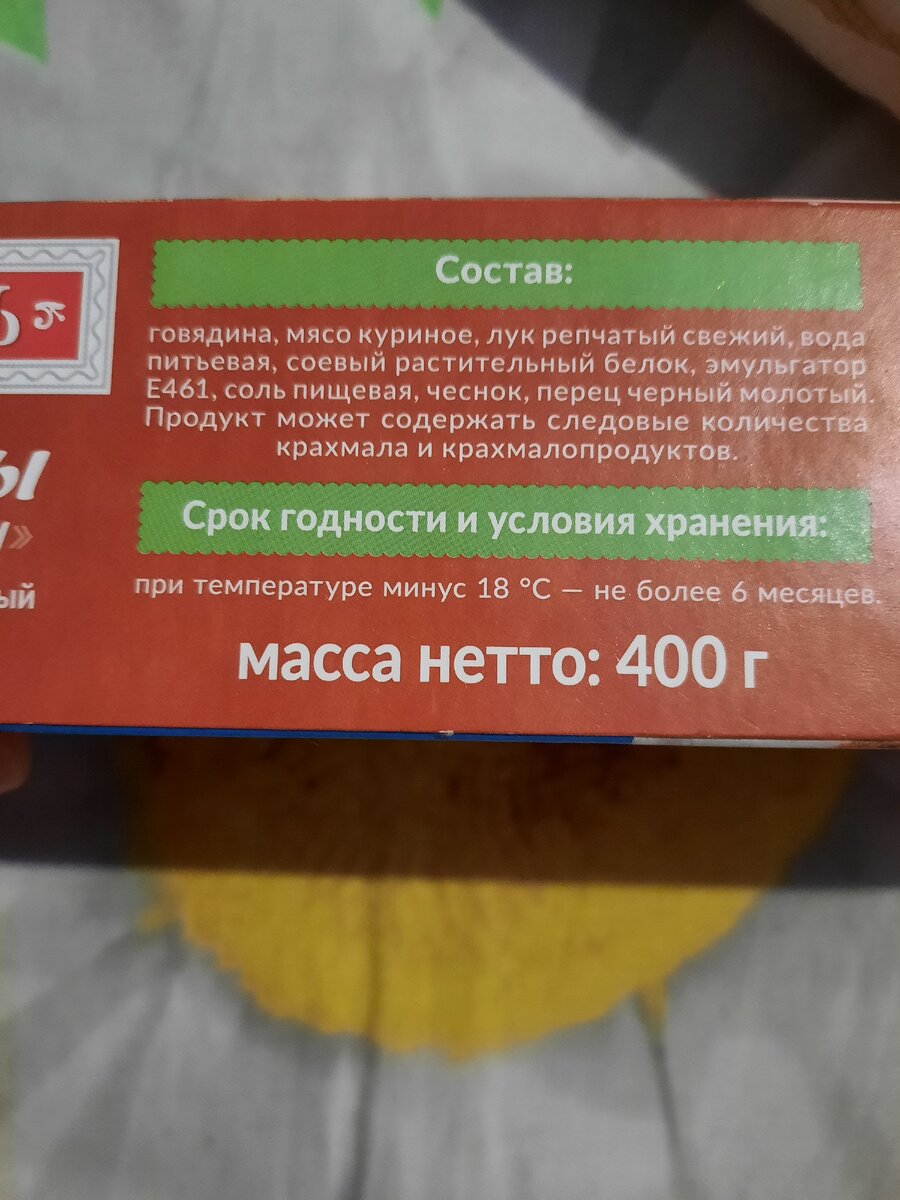 Состав:
говядина, мясо куриное, лук репчатый свежий, вода
питьевая, соевый растительный белок, эмульгатор
Е461, соль пищевая, чеснок, перец черный молотый.
Продукт может содержать следовые количества
крахмала и крахмалопродуктов.
Срок годности и условия хранения:
при температуре минус 18 °C — не более 6 месяцев.
масса нетто: 400 г